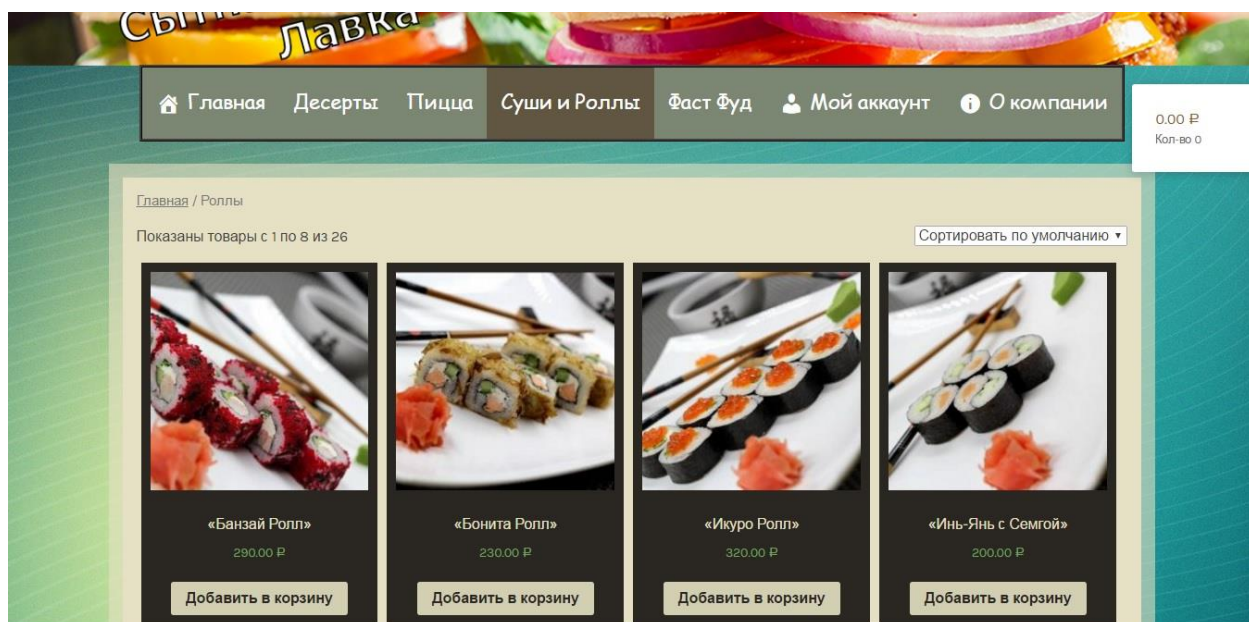 Лавка
Главная Десерты Пицца Суши и Роллы Фаст Фуд Мой аккаунт О компании
0.00 ₽
Кол-во 0
Главная / Роллы
Показаны товары с 1 по 8 из 26
Сортировать по умолчанию
«Банзай Ролл»
290.00 ₽
Добавить в корзину
«Бонита Ролл»
230.00 ₽
Добавить в корзину
«Икуро Ролл»
320.00 ₽
Добавить в корзину
«Инь-Янь с Семгой»
200.00 ₽
Добавить в корзину